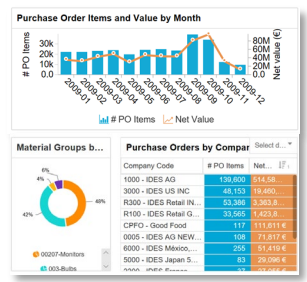 Purchase Order Items and Value by Month
# PO Items
30k
20k
10k
0.0
80M
60M
40M
20M
0.0
Net value (€)
2009-01
2009-02
2009-03
2009-04
2009-05
2009-06
2009-07
2009-08
2009-09
2009-10
2009-11
2009-12
# PO Items
Net Value
Material Groups b...
6%
4%
42%
48%
00207-Monitors
003-Bulbs
Purchase Orders by Compar
Select d...
Company Code # PO Items Net...
1000 - IDES AG 139,600 514,58...
3000 - IDES US INC 48,153 19,460,...
R300 - IDES Retail IN... 53,386 3,363,8...
R100 - IDES Retail G... 33,565 1,423,8...
CPFO - Good Food 117 111,611 €
0005 - IDES AG NEW... 108 71,817 €
6000 - IDES México,... 255 51,419 €
5000 - IDES Japan 5... 83 29,096 €